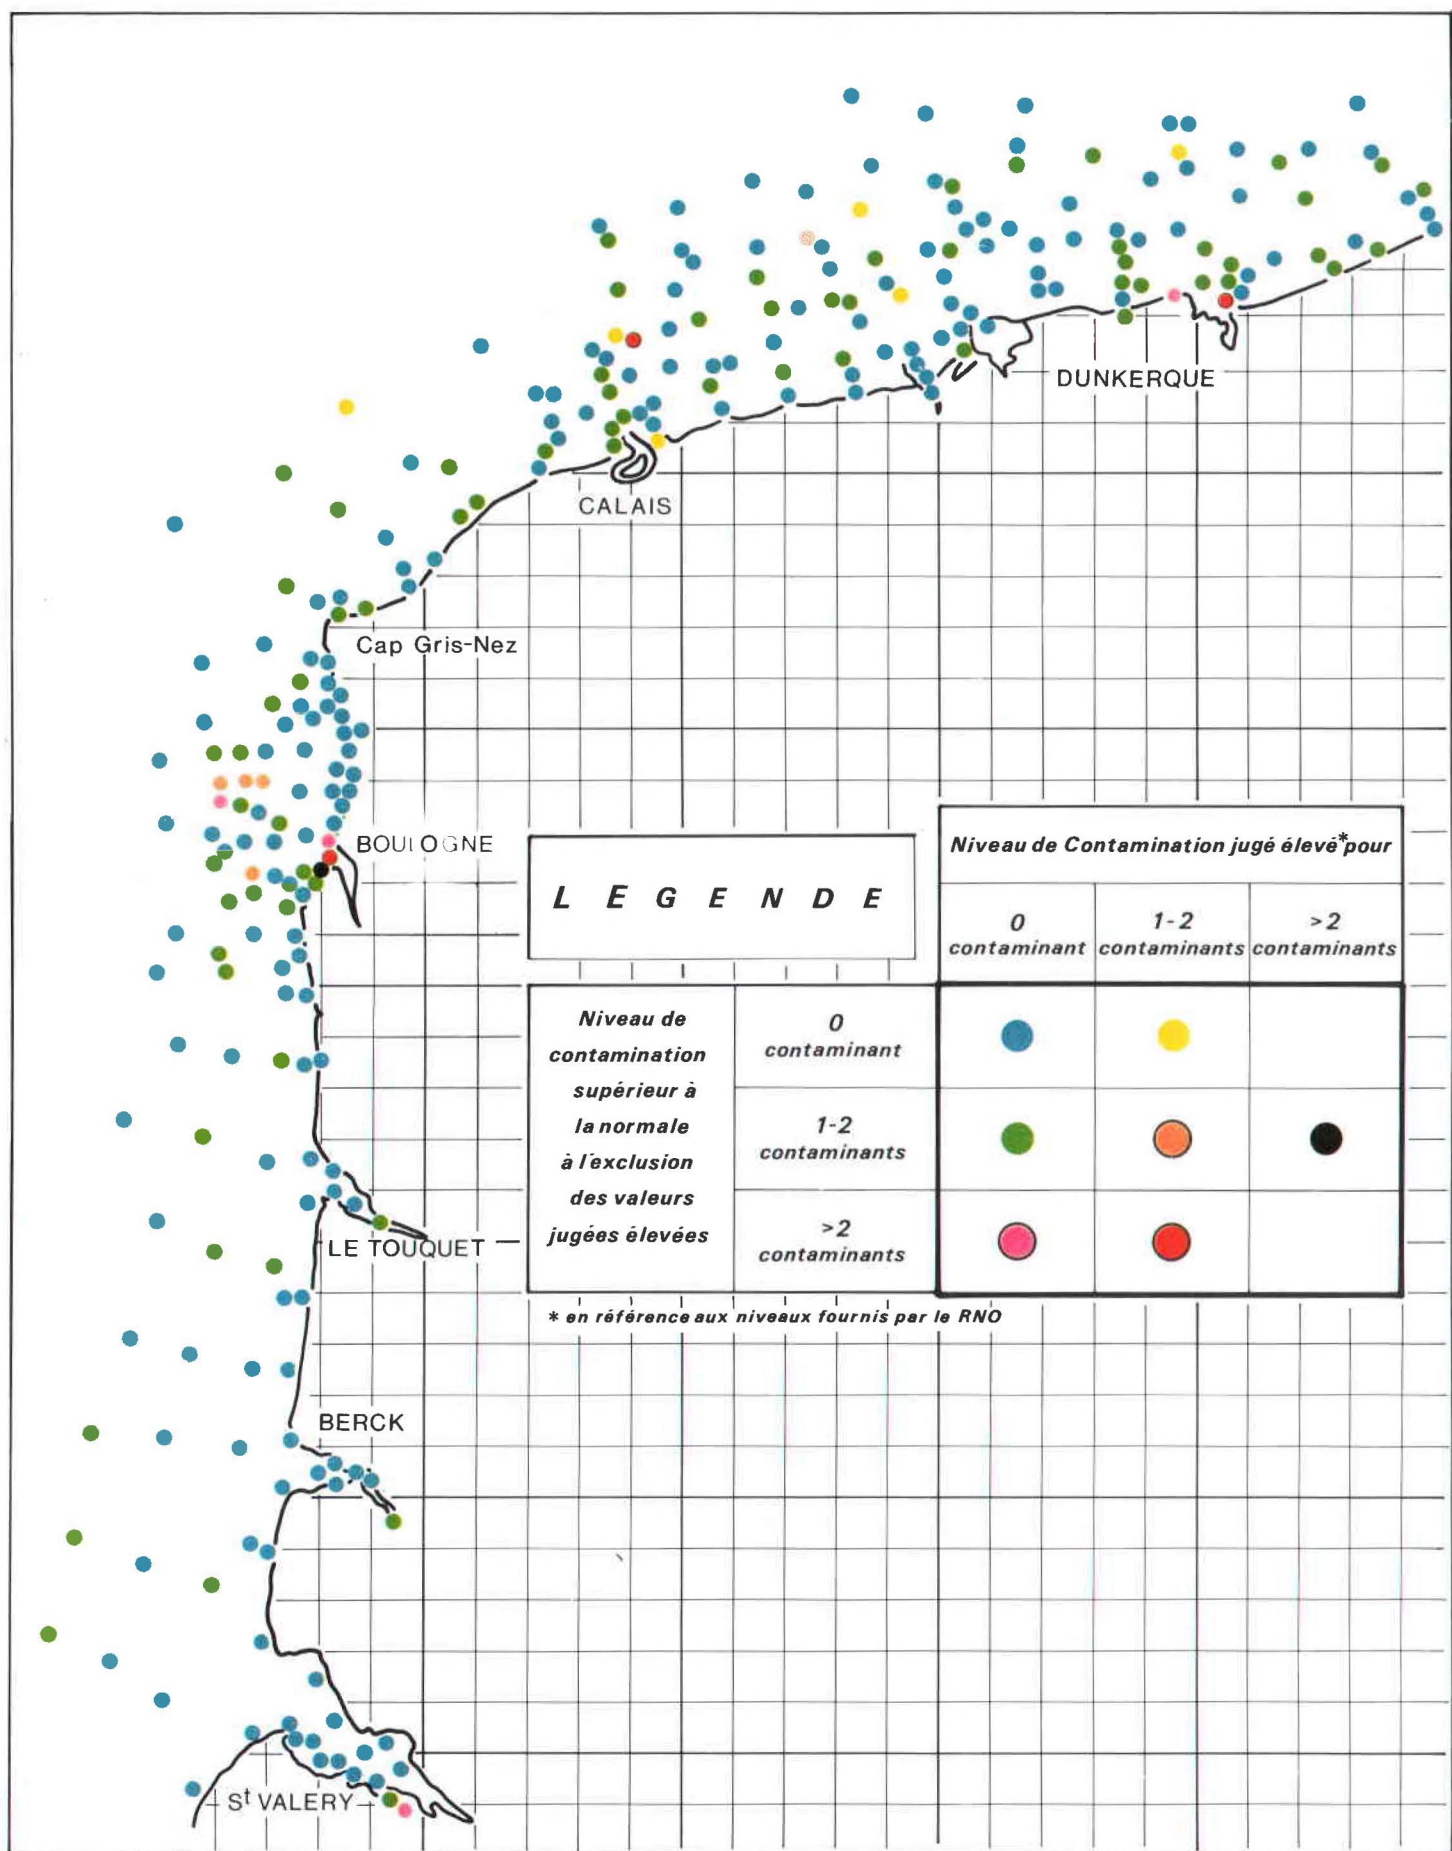 DUNKERQUE
CALAIS
Cap Gris-Nez
BOULOGNE
LEGENDE
Niveau de Contamination jugé élevé* pour
0
contaminant
1-2
contaminants
>2
contaminants
Niveau de
contamination
supérieur à
la normale
à l'exclusion
des valeurs
jugées élevées
0
contaminant
1-2
contaminants
>2
contaminants
* en référence aux niveaux fournis par le RNO
LE TOUQUET
BERCK
St VALERY